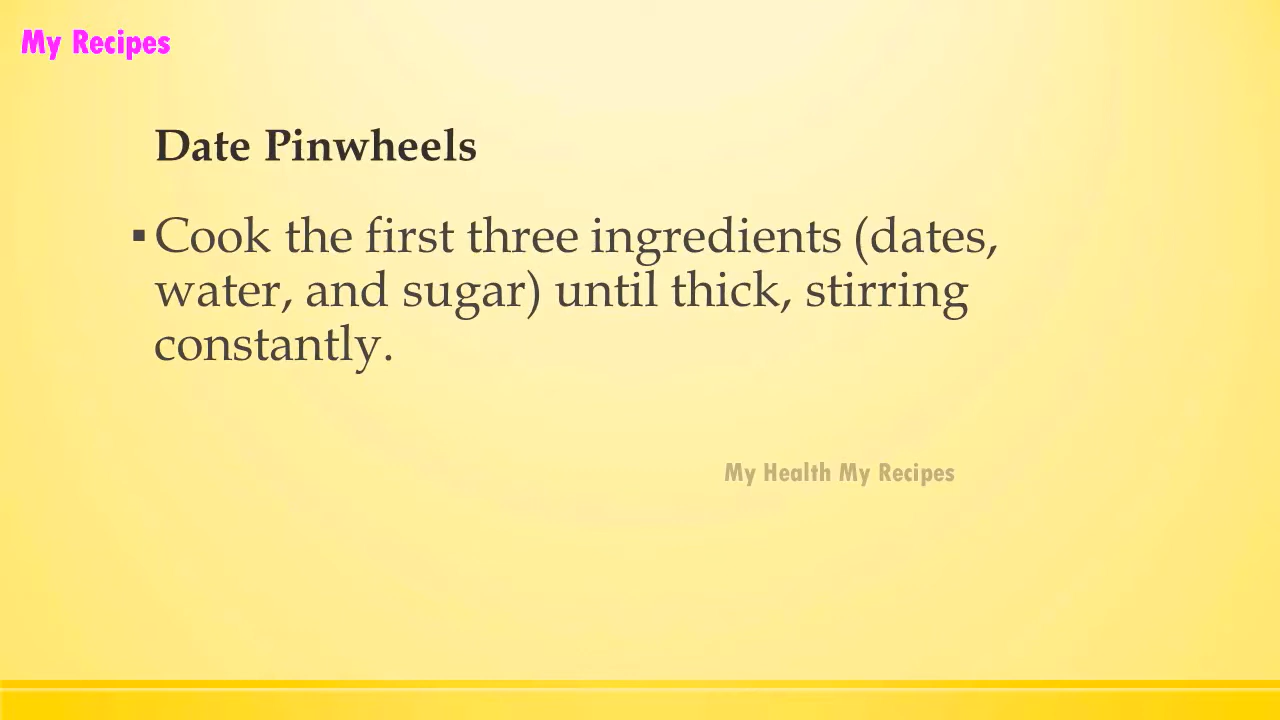 My Recipes
Date Pinwheels
▪ Cook the first three ingredients (dates,
water, and sugar) until thick, stirring
constantly.
My Health My Recipes